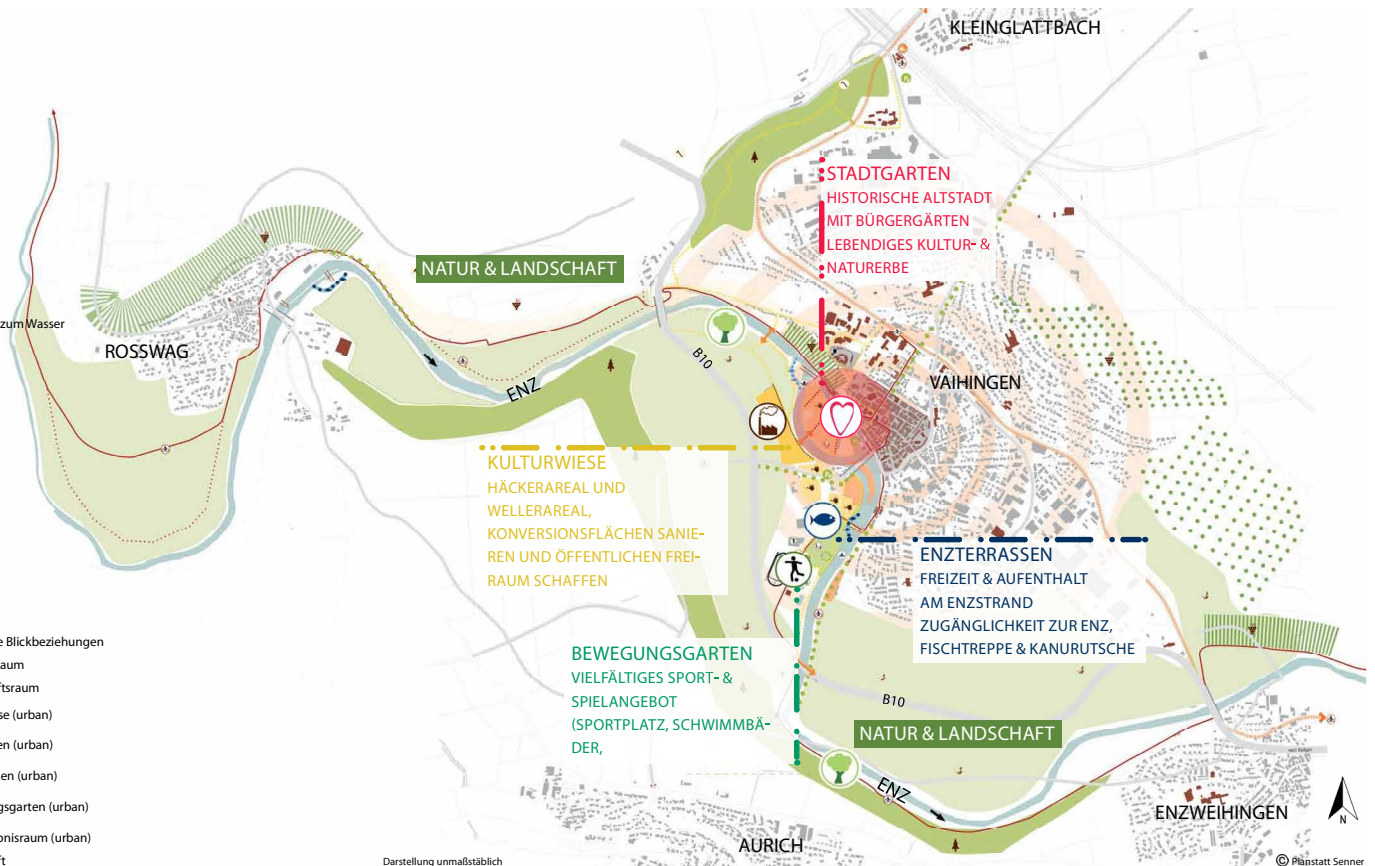 KLEINGLATTBACH
STADTGARTEN
HISTORISCHE ALTSTADT
MIT BÜRGERGÄRTEN
LEBENDIGES KULTUR- &
NATURERBE
NATUR & LANDSCHAFT
zum Wasser
ROSSWAG
B10
ENZ
VAIHINGEN
KULTURWIESE
HÄCKERAREAL UND
WELLERAREAL,
KONVERSIONSFLÄCHEN SANIE-
REN UND ÖFFENTLICHEN FREI-
RAUM SCHAFFEN
ENZTERRASSEN
FREIZEIT & AUFENTHALT
AM ENZSTRAND
ZUGÄNGLICHKEIT ZUR ENZ,
FISCHTREPPE & KANURUTSCHE
BEWEGUNGSGARTEN
VIELFÄLTIGES SPORT- &
SPIELANGEBOT
(SPORTPLATZ, SCHWIMMBÄ-
DER,
e Blickbeziehungen
aum
ftsraum
se (urban)
en (urban)
en (urban)
gsgarten (urban)
bnisraum (urban)
ft
B10
NATUR & LANDSCHAFT
ENZ
ENZWEIHINGEN
N
AURICH
Darstellung unmaßstäblich
© Planstatt Senner